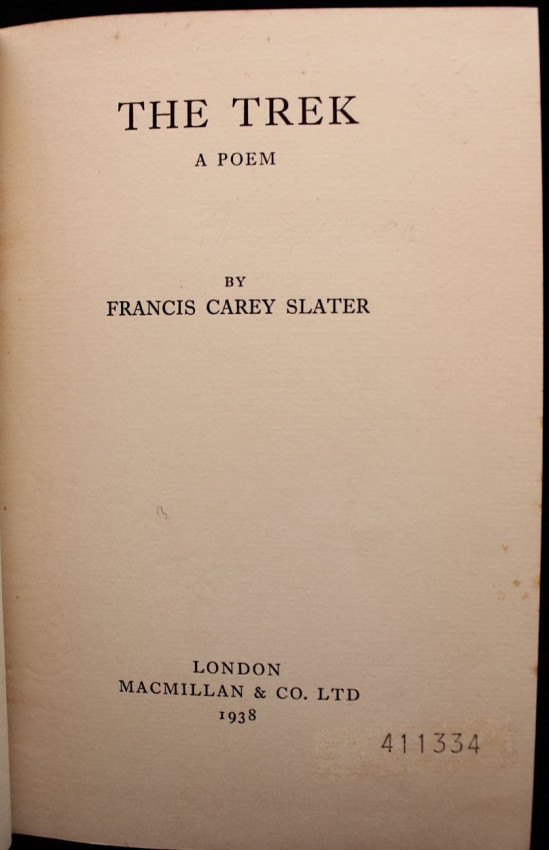 THE TREK
A POEM
BY
FRANCIS CAREY SLATER
LONDON
MACMILLAN & CO. LTD
1938
411334